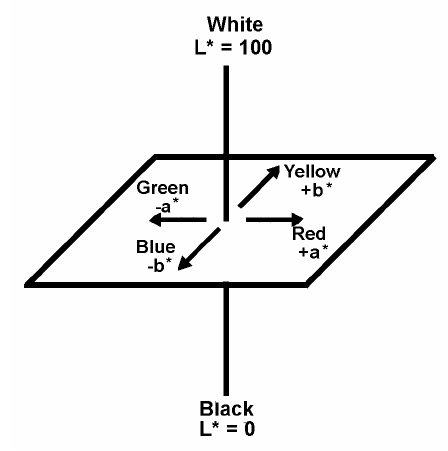 White
L* = 100
Yellow
+b*
Green
-a*
Red
+a*
Blue
-b*
Black
L* = 0